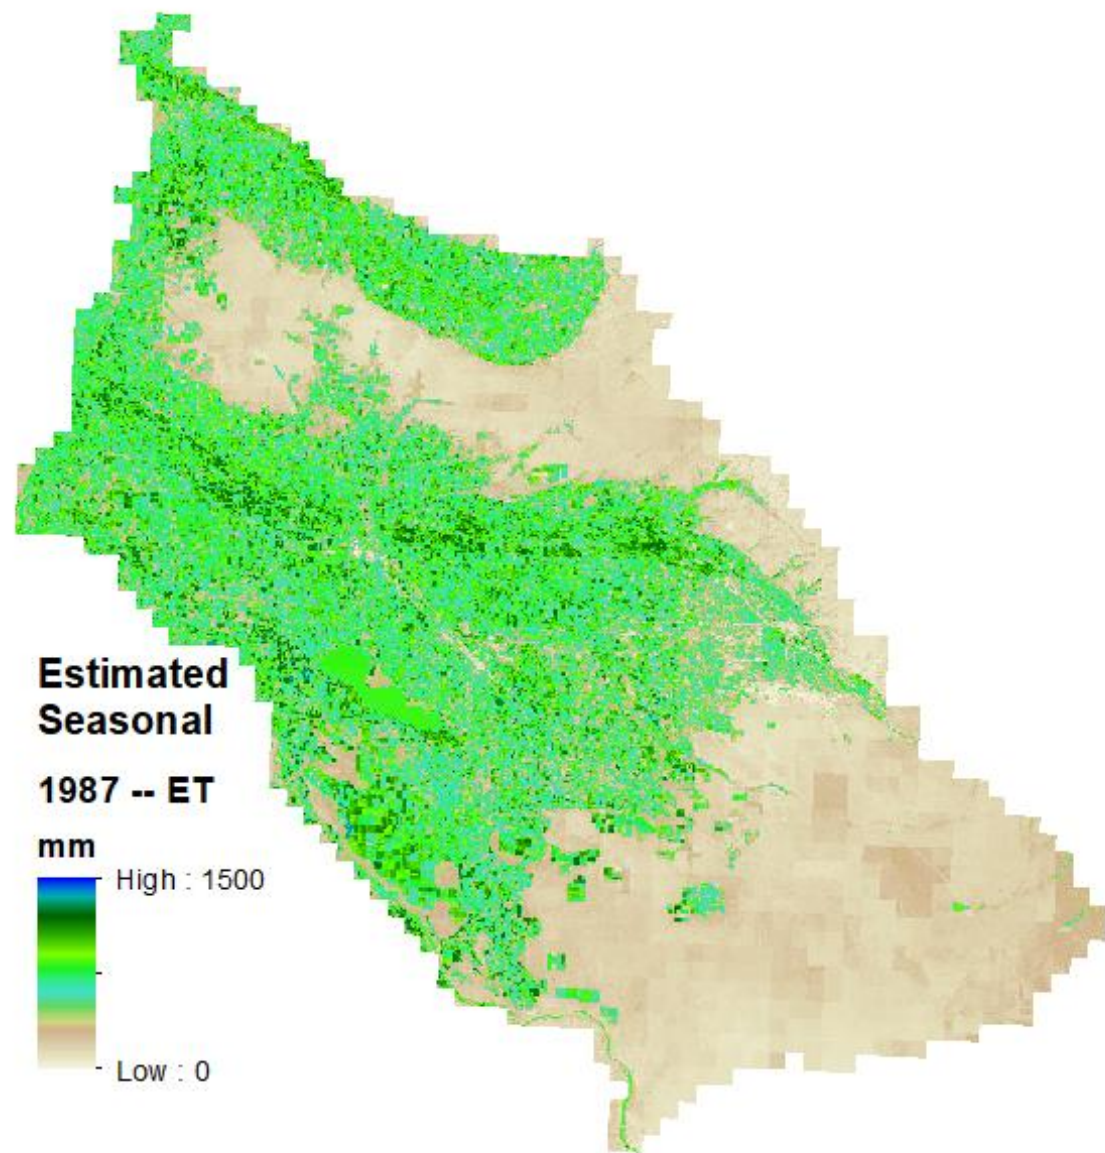 Estimated
Seasonal
1987 -- ET
mm
High : 1500
Low : 0